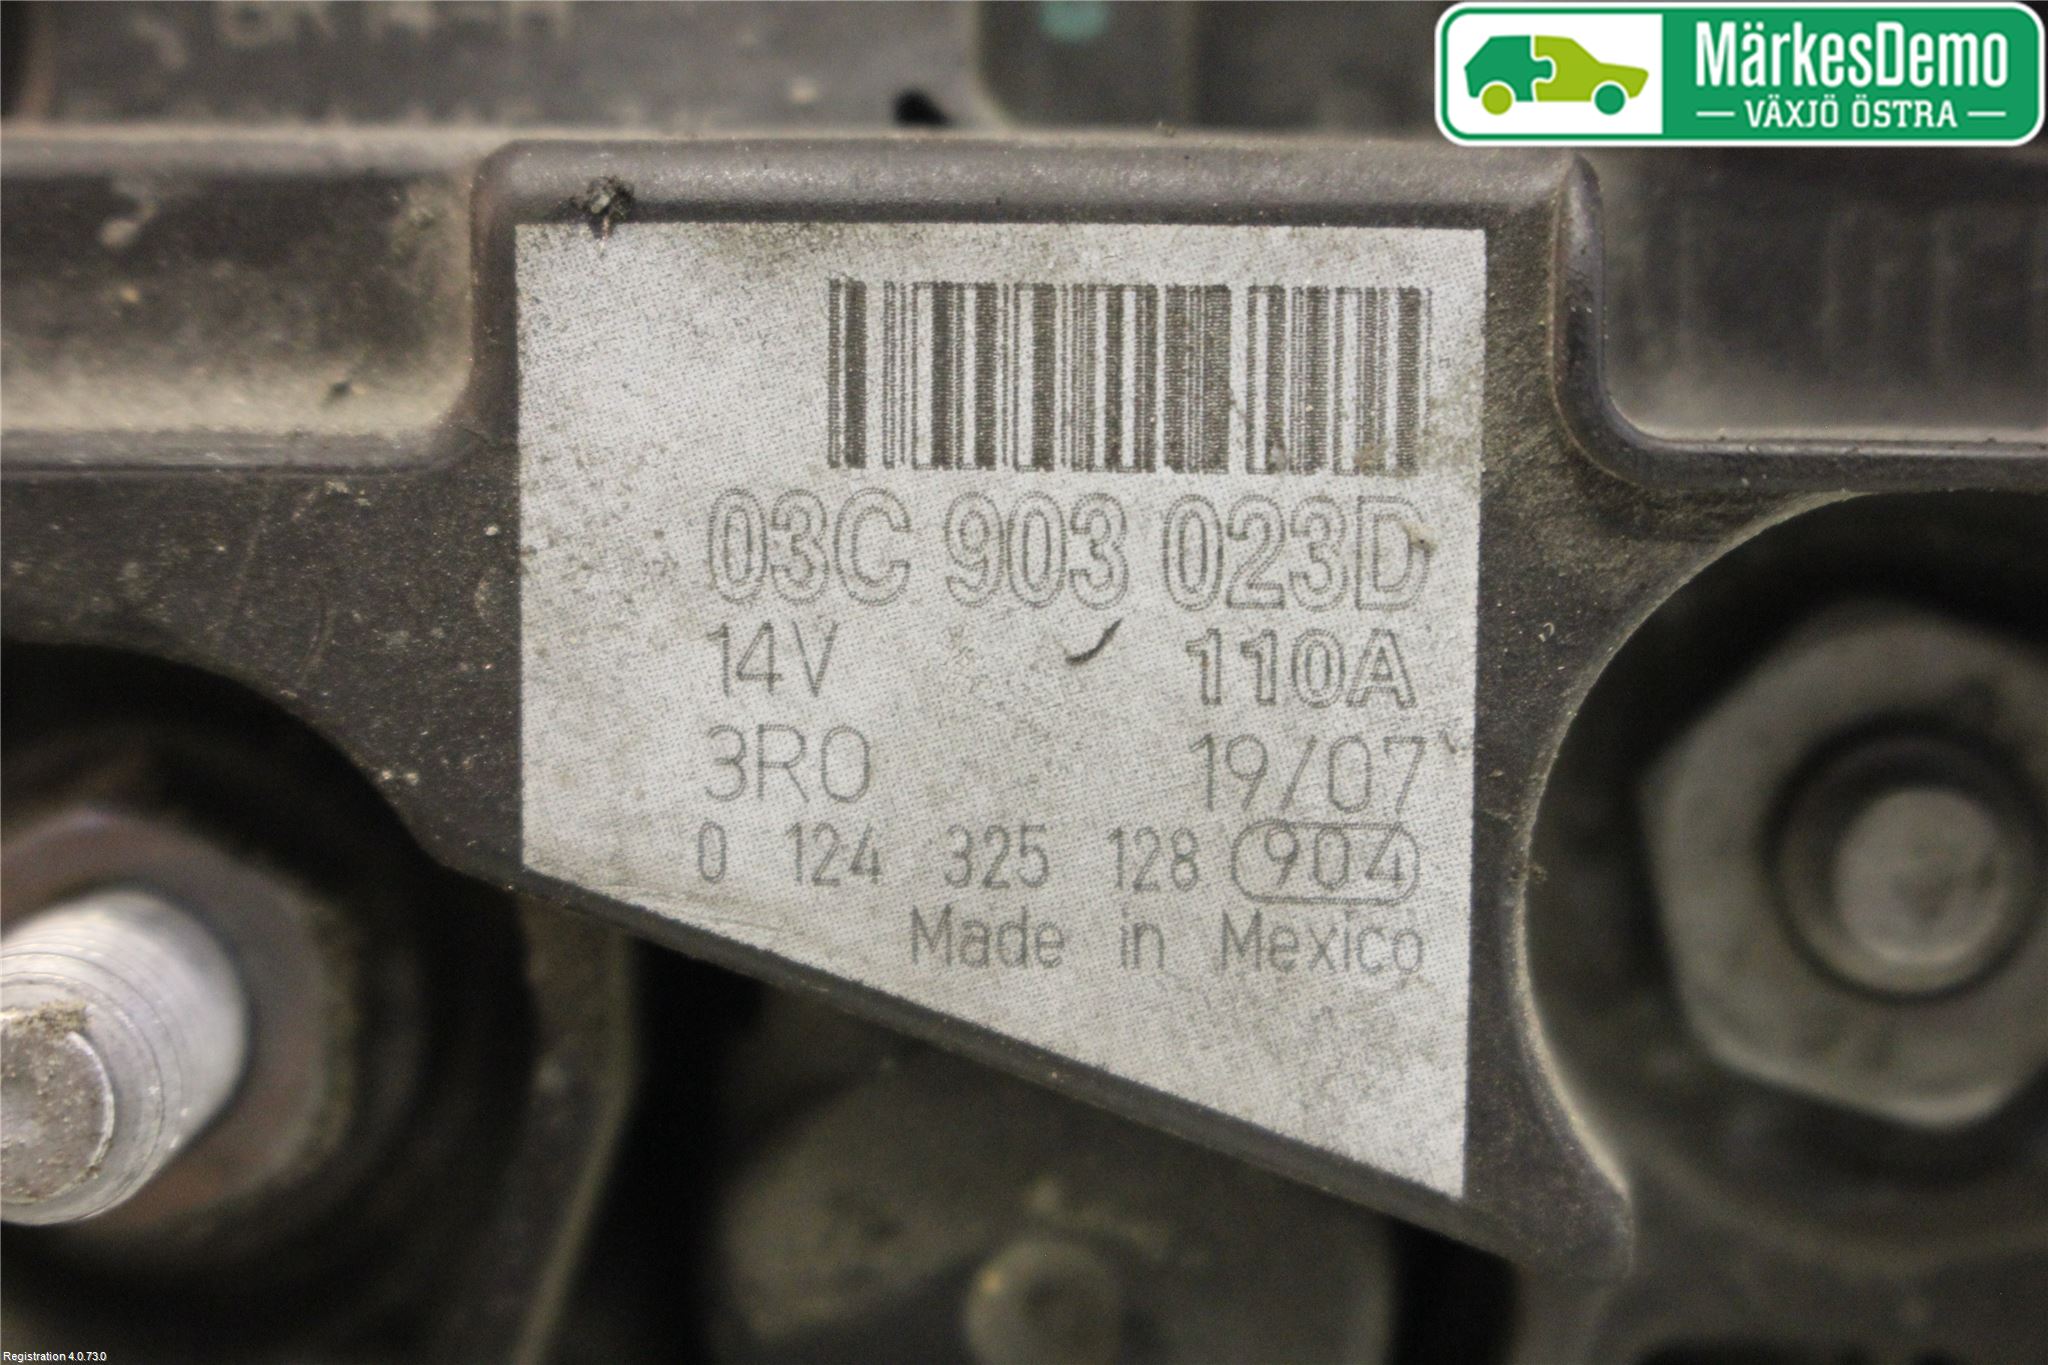 MärkesDemo
VÄXJÖ ÖSTRA
03C 903 023D
14V 110A
3R0 19/07
0 124 325 128 904
Made in Mexico
Registration 4.0.73.0